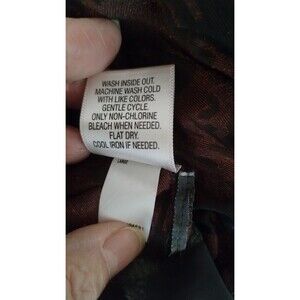 WASH INSIDE OUT.
MACHINE WASH COLD
WITH LIKE COLORS.
GENTLE CYCLE.
ONLY NON-CHLORINE
BLEACH WHEN NEEDED.
FLAT DRY.
COOL IRON IF NEEDED.
LARGE